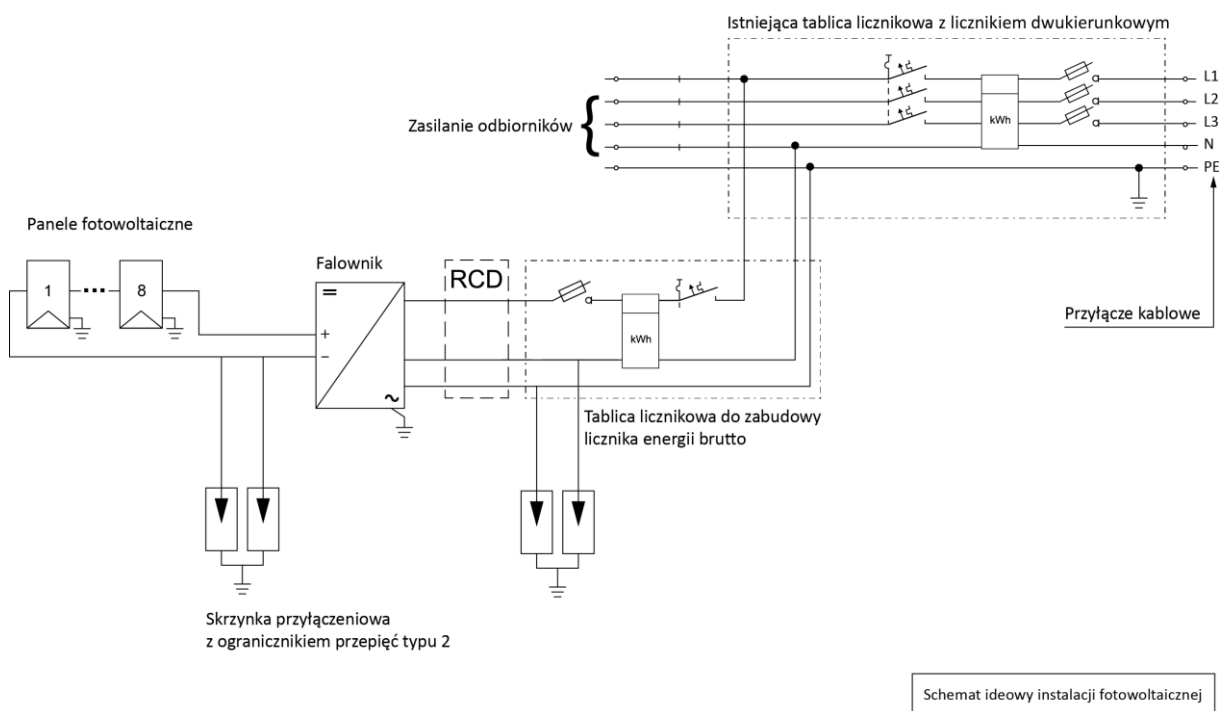 Istniejąca tablica licznikowa z licznikiem dwukierunkowym
L1
L2
L3
N
PE
kWh
Zasilanie odbiorników
Przyłącze kablowe
Panele fotowoltaiczne
1
8
Falownik
=
+
−
~
RCD
kWh
Tablica licznikowa do zabudowy
licznika energii brutto
Skrzynka przyłączeniowa
z ogranicznikiem przepięć typu 2
Schemat ideowy instalacji fotowoltaicznej